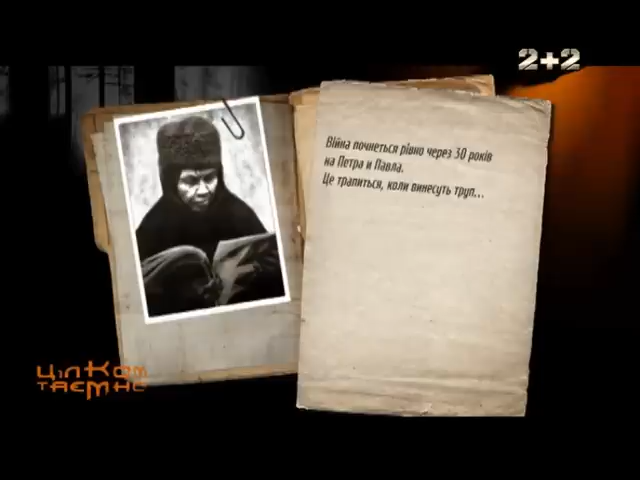 2+2
Війна почнеться рівно через 30 років
на Петра и Павла.
Це трапиться, коли винесуть труп...
ЦІЛКОМ
ТАЄМНО